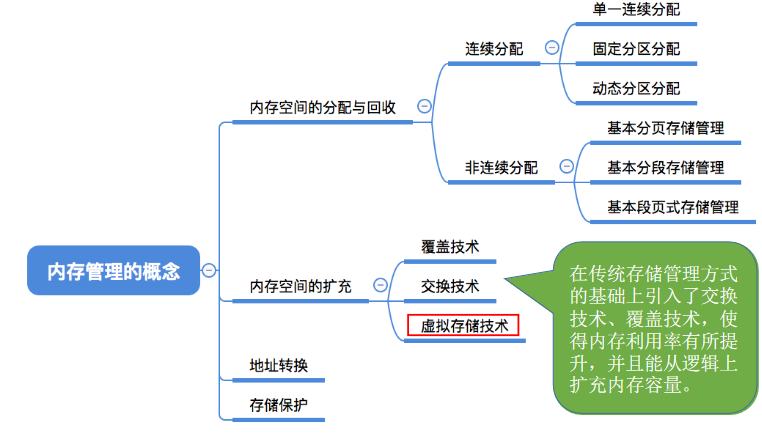 内存管理的概念
内存空间的分配与回收
连续分配
单一连续分配
固定分区分配
动态分区分配
非连续分配
基本分页存储管理
基本分段存储管理
基本段页式存储管理
内存空间的扩充
覆盖技术
交换技术
虚拟存储技术
在传统存储管理方式
的基础上引入了交换
技术、覆盖技术，使
得内存利用率有所提
升，并且能从逻辑上
扩充内存容量。
地址转换
存储保护